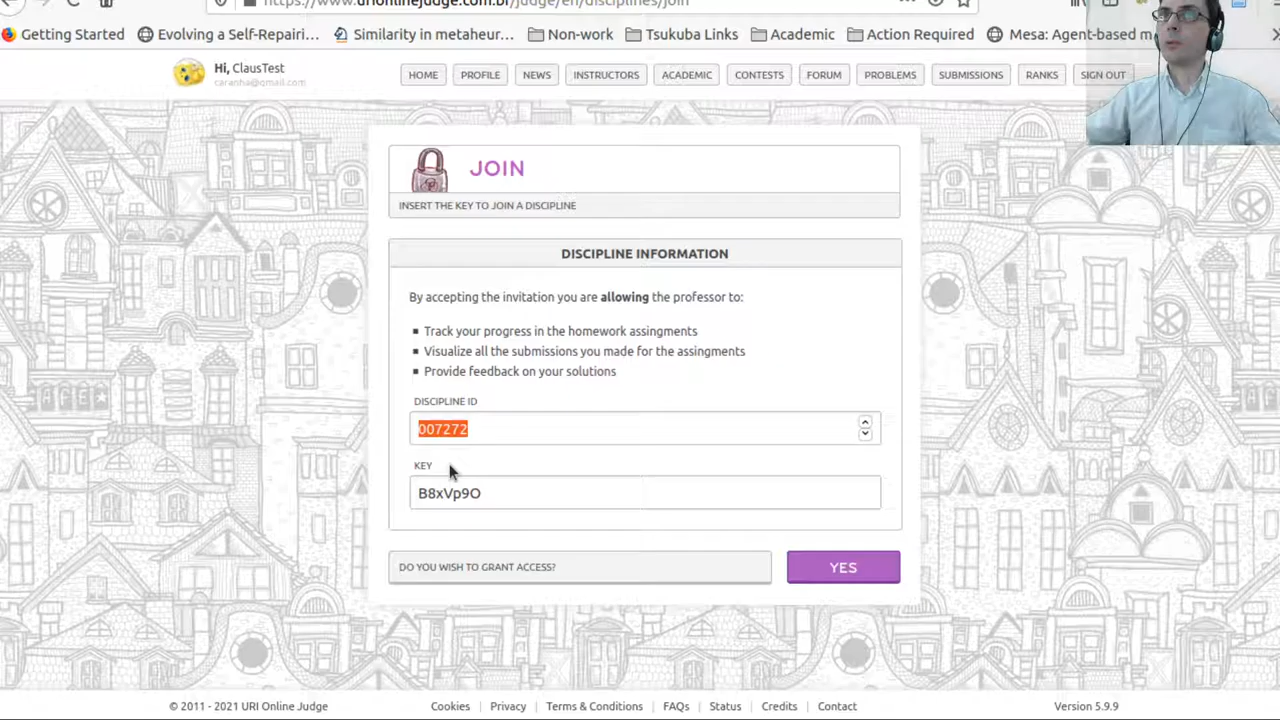 https://www.urionlinejudge.com.br/judge/en/disciplines/join
Getting Started Evolving a Self-Repairi... Similarity in metaheur... Non-work Tsukuba Links Academic Action Required Mesa: Agent-based m
Hi, ClausTest
caranha@gmail.com
HOME PROFILE NEWS INSTRUCTORS ACADEMIC CONTESTS FORUM PROBLEMS SUBMISSIONS RANKS SIGN OUT
JOIN
INSERT THE KEY TO JOIN A DISCIPLINE
DISCIPLINE INFORMATION
By accepting the invitation you are allowing the professor to:
Track your progress in the homework assingments
Visualize all the submissions you made for the assingments
Provide feedback on your solutions
DISCIPLINE ID
007272
KEY
B8xVp9O
DO YOU WISH TO GRANT ACCESS?
YES
© 2011 - 2021 URI Online Judge Cookies Privacy Terms & Conditions FAQs Status Credits Contact Version 5.9.9